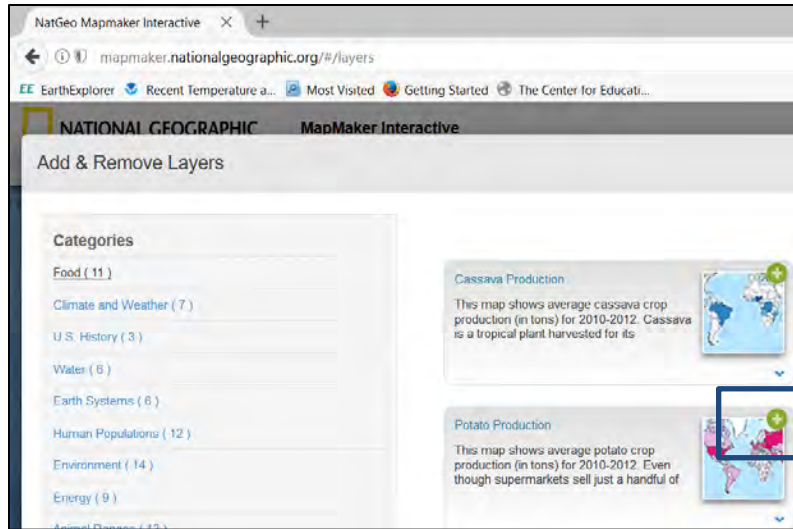 NatGeo Mapmaker Interactive
mapmaker.nationalgeographic.org/#/layers
EE EarthExplorer Recent Temperature a... Most Visited Getting Started The Center for Educati...
NATIONAL GEOGRAPHIC MapMaker Interactive
Add & Remove Layers
Categories
Food ( 11 )
Climate and Weather ( 7 )
U.S. History ( 3 )
Water ( 6 )
Earth Systems ( 6 )
Human Populations ( 12 )
Environment ( 14 )
Energy ( 9 )
Animal Ranges ( 12 )
Cassava Production
This map shows average cassava crop
production (in tons) for 2010-2012. Cassava
is a tropical plant harvested for its
Potato Production
This map shows average potato crop
production (in tons) for 2010-2012. Even
though supermarkets sell just a handful of